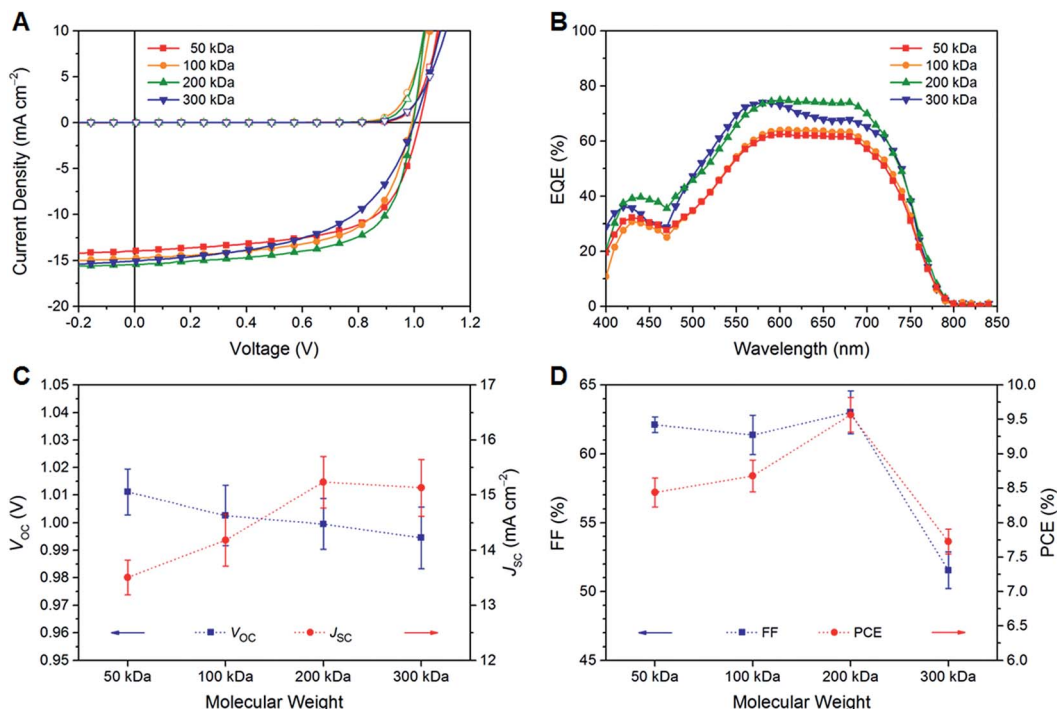 A
10
5
0
-5
-10
-15
-20
Current Density (mA cm⁻²)
50 kDa
100 kDa
200 kDa
300 kDa
-0.2 0.0 0.2 0.4 0.6 0.8 1.0 1.2
Voltage (V)
B
100
80
60
40
20
0
EQE (%)
50 kDa
100 kDa
200 kDa
300 kDa
400 450 500 550 600 650 700 750 800 850
Wavelength (nm)
C
1.05
1.04
1.03
1.02
1.01
1.00
0.99
0.98
0.97
0.96
0.95
V_OC (V)
17
16
15
14
13
12
J_SC (mA cm⁻²)
V_OC J_SC
50 kDa 100 kDa 200 kDa 300 kDa
Molecular Weight
D
65
60
55
50
45
FF (%)
10.0
9.5
9.0
8.5
8.0
7.5
7.0
6.5
6.0
PCE (%)
FF PCE
50 kDa 100 kDa 200 kDa 300 kDa
Molecular Weight